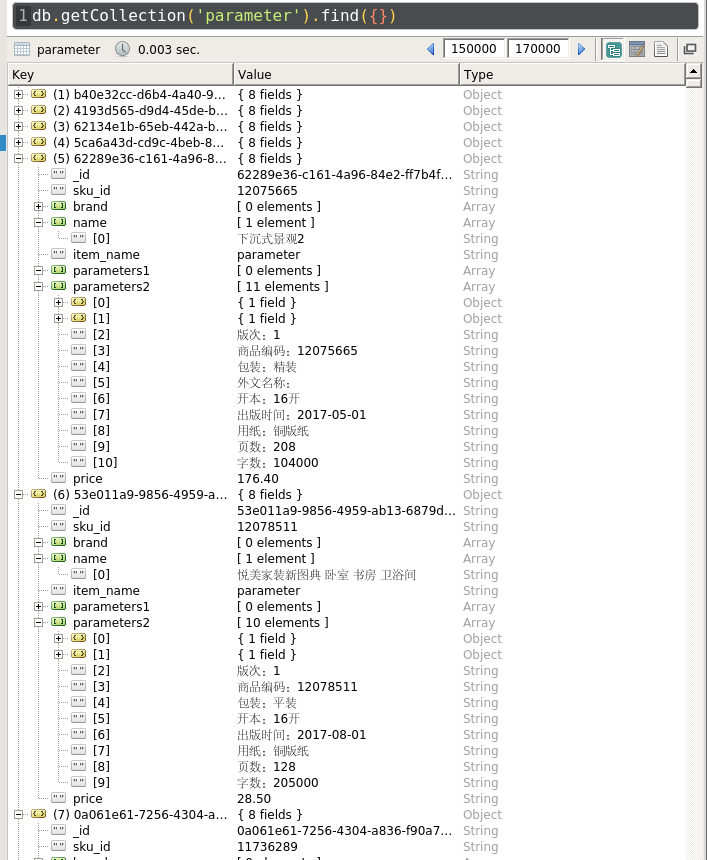 1 db.getCollection('parameter').find({})
parameter 0.003 sec. 150000 170000
Key Value Type
(1) b40e32cc-d6b4-4a40-9... { 8 fields } Object
(2) 4193d565-d9d4-45de-b... { 8 fields } Object
(3) 62134e1b-65eb-442a-b... { 8 fields } Object
(4) 5ca6a43d-cd9c-4beb-8... { 8 fields } Object
(5) 62289e36-c161-4a96-8... { 8 fields } Object
_id 62289e36-c161-4a96-84e2-ff7b4f... String
sku_id 12075665 String
brand [ 0 elements ] Array
name [ 1 element ] Array
[0] 下沉式景观2 String
item_name parameter String
parameters1 [ 0 elements ] Array
parameters2 [ 11 elements ] Array
[0] { 1 field } Object
[1] { 1 field } Object
[2] 版次：1 String
[3] 商品编码：12075665 String
[4] 包装：精装 String
[5] 外文名称： String
[6] 开本：16开 String
[7] 出版时间：2017-05-01 String
[8] 用纸：铜版纸 String
[9] 页数：208 String
[10] 字数：104000 String
price 176.40 String
(6) 53e011a9-9856-4959-a... { 8 fields } Object
_id 53e011a9-9856-4959-ab13-6879d... String
sku_id 12078511 String
brand [ 0 elements ] Array
name [ 1 element ] Array
[0] 悦美家装新图典 卧室 书房 卫浴间 String
item_name parameter String
parameters1 [ 0 elements ] Array
parameters2 [ 10 elements ] Array
[0] { 1 field } Object
[1] { 1 field } Object
[2] 版次：1 String
[3] 商品编码：12078511 String
[4] 包装：平装 String
[5] 开本：16开 String
[6] 出版时间：2017-08-01 String
[7] 用纸：铜版纸 String
[8] 页数：128 String
[9] 字数：205000 String
price 28.50 String
(7) 0a061e61-7256-4304-a... { 8 fields } Object
_id 0a061e61-7256-4304-a836-f90a7... String
sku_id 11736289 String